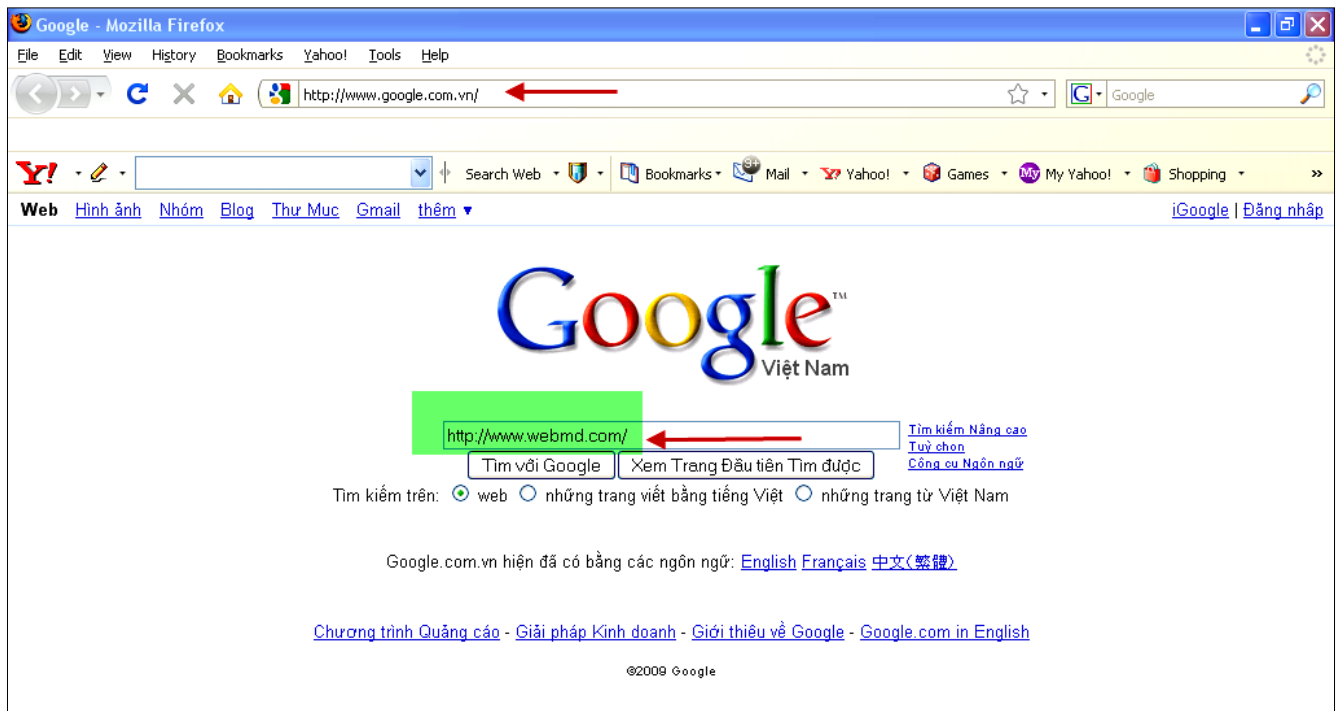 Google - Mozilla Firefox
File Edit View History Bookmarks Yahoo! Tools Help
http://www.google.com.vn/ G Google
Y! Search Web Bookmarks 9+ Mail Y? Yahoo! Games My My Yahoo! Shopping »
Web Hình ảnh Nhóm Blog Thư Mục Gmail thêm ▼ iGoogle | Đăng nhập
Google™
Việt Nam
http://www.webmd.com/ Tìm kiếm Nâng cao
Tuỳ chọn
Tìm với Google Xem Trang Đầu tiên Tìm được Công cụ Ngôn ngữ
Tìm kiếm trên: web những trang viết bằng tiếng Việt những trang từ Việt Nam
Google.com.vn hiện đã có bằng các ngôn ngữ: English Français 中文(繁體)
Chương trình Quảng cáo - Giải pháp Kinh doanh - Giới thiệu về Google - Google.com in English
©2009 Google